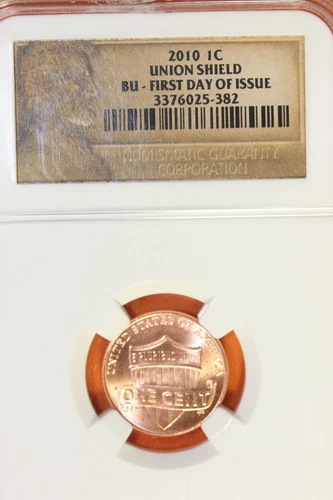 2010 1C
UNION SHIELD
BU - FIRST DAY OF ISSUE
3376025-382
NUMISMATIC GUARANTY
CORPORATION
UNITED STATES OF AMERICA
E PLURIBUS UNUM
ONE CENT